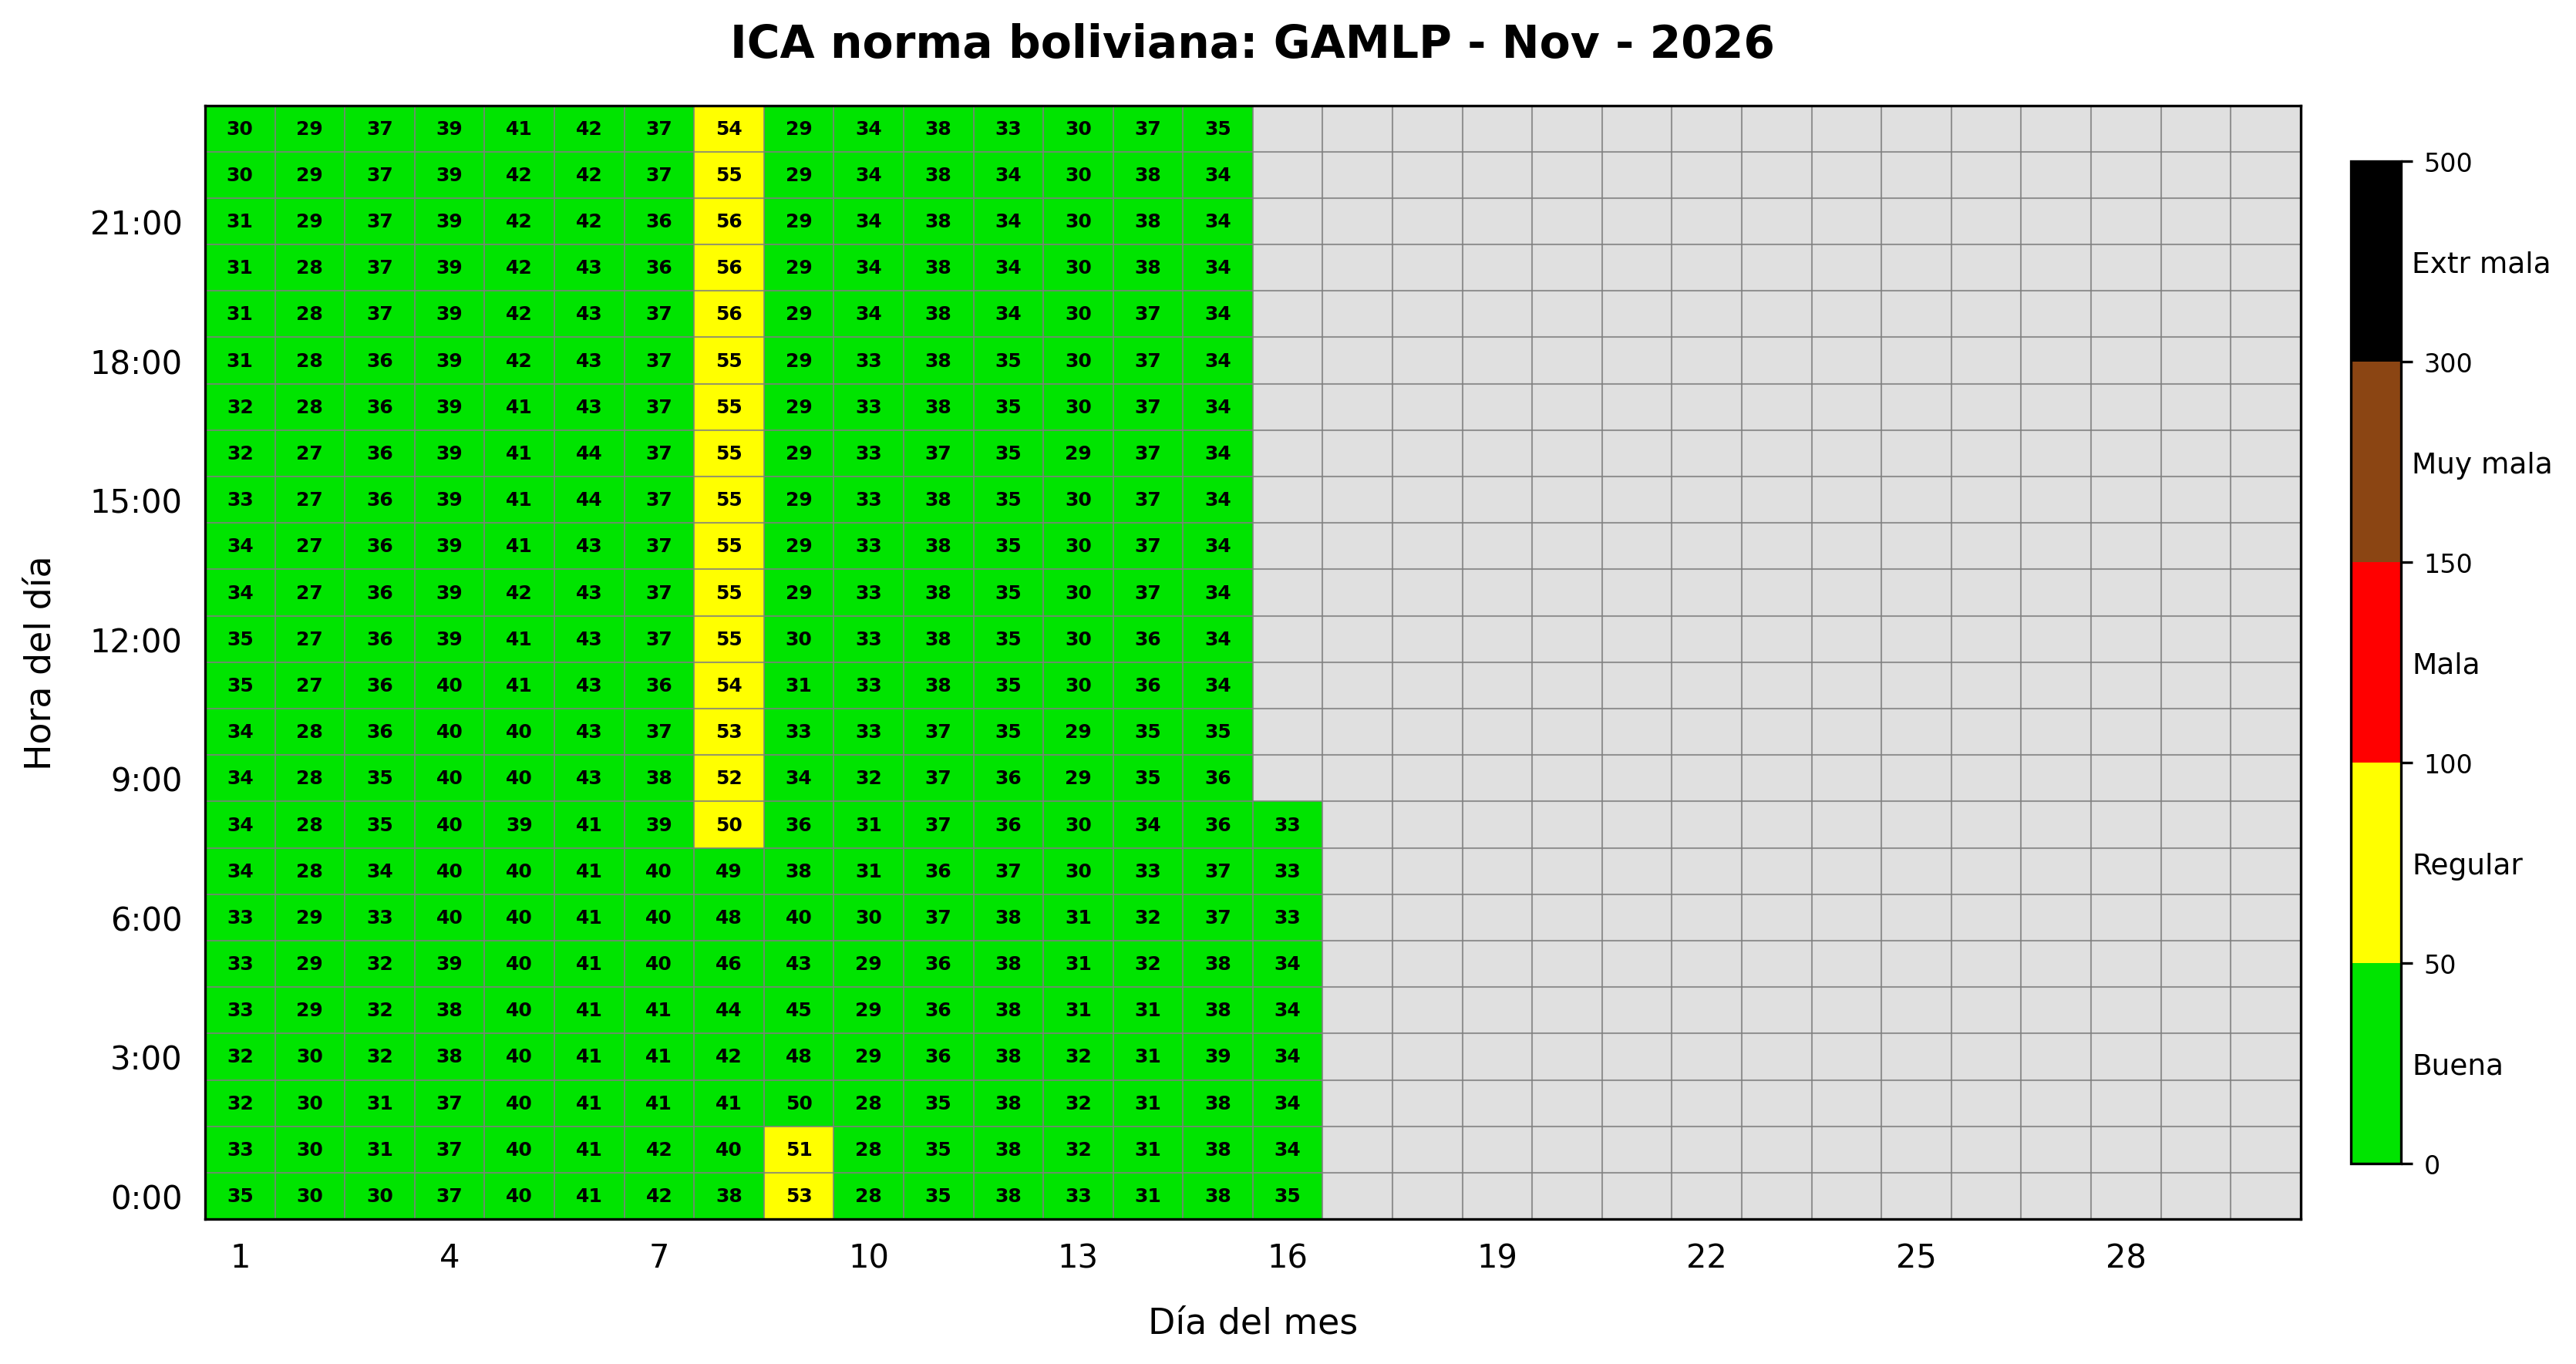 ICA norma boliviana: GAMLP - Nov - 2026
30 29 37 39 41 42 37 54 29 34 38 33 30 37 35
30 29 37 39 42 42 37 55 29 34 38 34 30 38 34
21:00 31 29 37 39 42 42 36 56 29 34 38 34 30 38 34
31 28 37 39 42 43 36 56 29 34 38 34 30 38 34
31 28 37 39 42 43 37 56 29 34 38 34 30 37 34
18:00 31 28 36 39 42 43 37 55 29 33 38 35 30 37 34
32 28 36 39 41 43 37 55 29 33 38 35 30 37 34
32 27 36 39 41 44 37 55 29 33 37 35 29 37 34
15:00 33 27 36 39 41 44 37 55 29 33 38 35 30 37 34
34 27 36 39 41 43 37 55 29 33 38 35 30 37 34
34 27 36 39 42 43 37 55 29 33 38 35 30 37 34
12:00 35 27 36 39 41 43 37 55 30 33 38 35 30 36 34
35 27 36 40 41 43 36 54 31 33 38 35 30 36 34
34 28 36 40 40 43 37 53 33 33 37 35 29 35 35
9:00 34 28 35 40 40 43 38 52 34 32 37 36 29 35 36
34 28 35 40 39 41 39 50 36 31 37 36 30 34 36 33
34 28 34 40 40 41 40 49 38 31 36 37 30 33 37 33
6:00 33 29 33 40 40 41 40 48 40 30 37 38 31 32 37 33
33 29 32 39 40 41 40 46 43 29 36 38 31 32 38 34
33 29 32 38 40 41 41 44 45 29 36 38 31 31 38 34
3:00 32 30 32 38 40 41 41 42 48 29 36 38 32 31 39 34
32 30 31 37 40 41 41 41 50 28 35 38 32 31 38 34
33 30 31 37 40 41 42 40 51 28 35 38 32 31 38 34
0:00 35 30 30 37 40 41 42 38 53 28 35 38 33 31 38 35
1 4 7 10 13 16 19 22 25 28
Día del mes
Hora del día
500
Extr mala
300
Muy mala
150
Mala
100
Regular
50
Buena
0